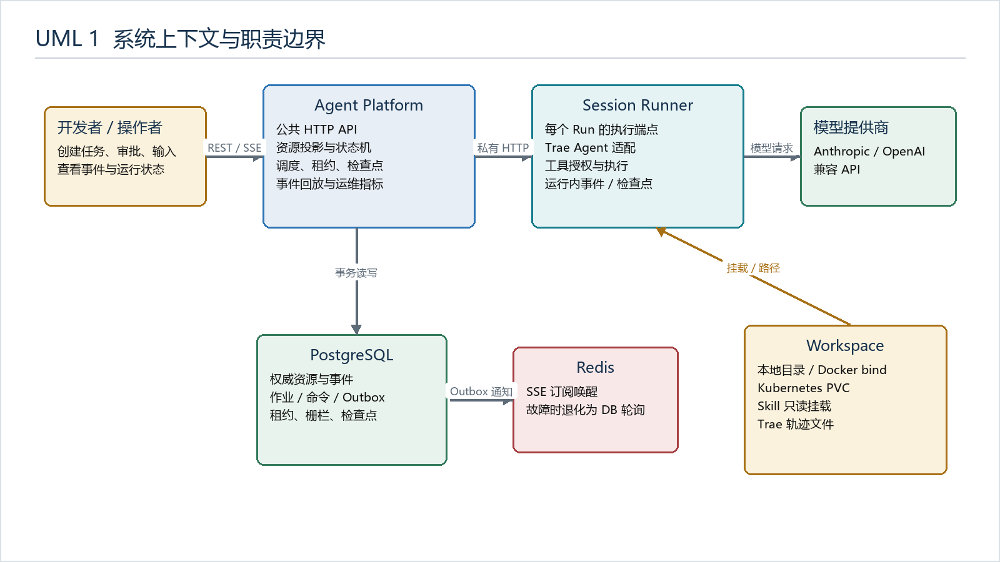 UML 1 系统上下文与职责边界
开发者 / 操作者
创建任务、审批、输入
查看事件与运行状态
REST / SSE
Agent Platform
公共 HTTP API
资源投影与状态机
调度、租约、检查点
事件回放与运维指标
私有 HTTP
Session Runner
每个 Run 的执行端点
Trae Agent 适配
工具授权与执行
运行内事件 / 检查点
模型请求
模型提供商
Anthropic / OpenAI
兼容 API
事务读写
挂载 / 路径
PostgreSQL
权威资源与事件
作业 / 命令 / Outbox
租约、栅栏、检查点
Outbox 通知
Redis
SSE 订阅唤醒
故障时退化为 DB 轮询
Workspace
本地目录 / Docker bind
Kubernetes PVC
Skill 只读挂载
Trae 轨迹文件